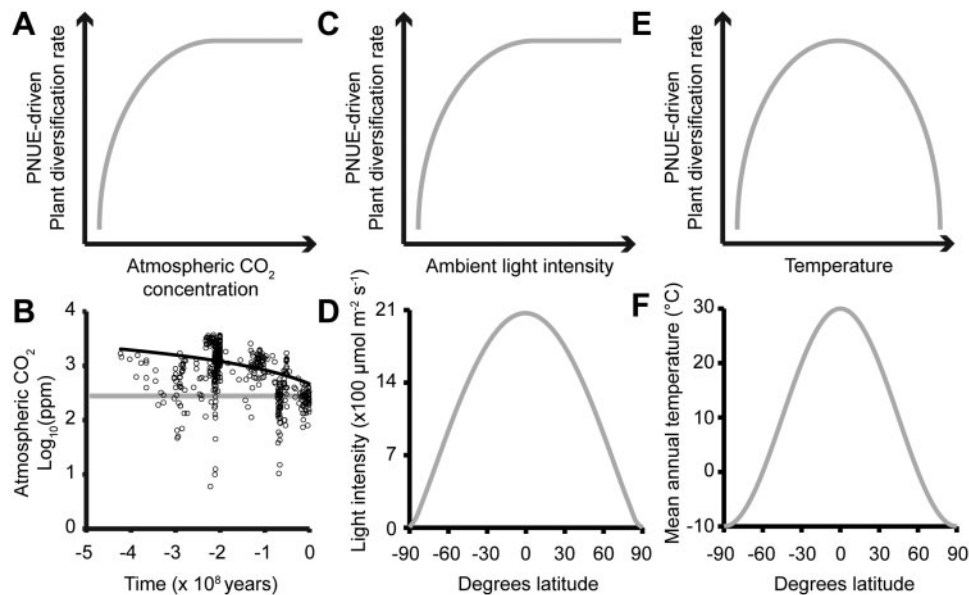 A
PNUE-driven
Plant diversification rate
Atmospheric CO₂
concentration
C
PNUE-driven
Plant diversification rate
Ambient light intensity
E
PNUE-driven
Plant diversification rate
Temperature
B
Atmospheric CO₂
Log₁₀(ppm)
4
3
2
1
0
-5 -4 -3 -2 -1 0
Time (x 10⁸ years)
D
Light intensity (x100 µmol m⁻² s⁻¹)
21
14
7
0
-90 -60 -30 0 30 60 90
Degrees latitude
F
Mean annual temperature (°C)
30
20
10
0
-10
-90 -60 -30 0 30 60 90
Degrees latitude